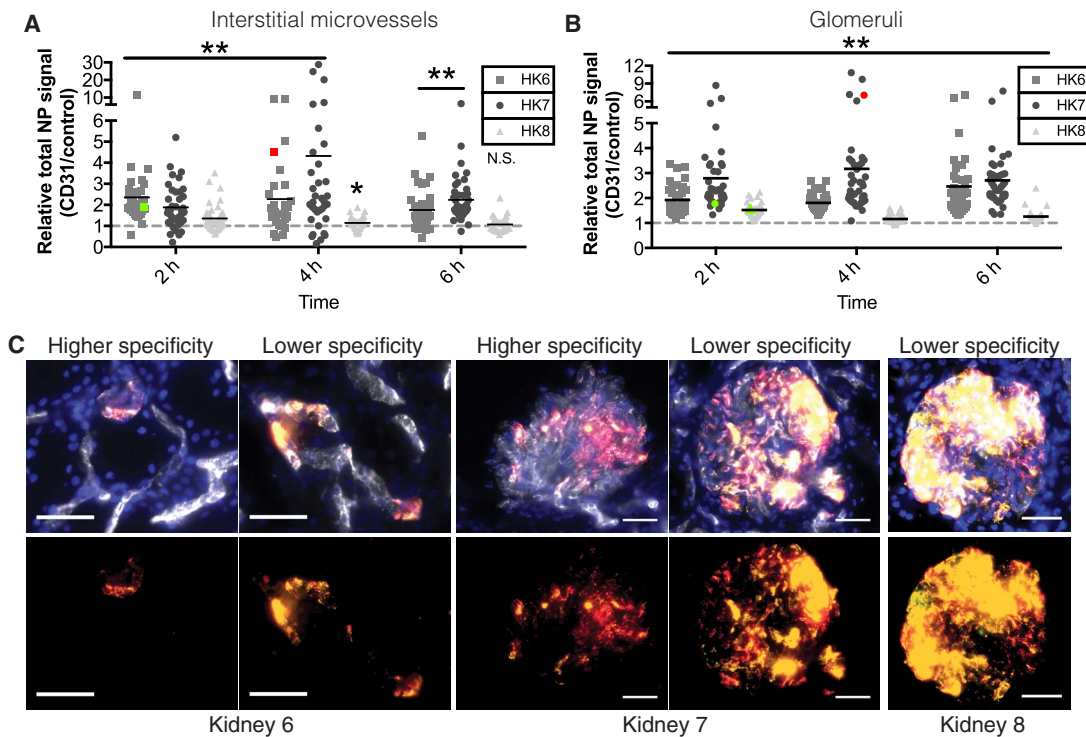 A
Interstitial microvessels
Relative total NP signal
(CD31/control)
30
20
10
6
5
4
3
2
1
0
**
**
*
N.S.
HK6
HK7
HK8
2 h
4 h
6 h
Time
B
Glomeruli
Relative total NP signal
(CD31/control)
12
9
6
5
4
3
2
1
0
**
HK6
HK7
HK8
2 h
4 h
6 h
Time
C
Higher specificity
Lower specificity
Higher specificity
Lower specificity
Lower specificity
Kidney 6
Kidney 7
Kidney 8